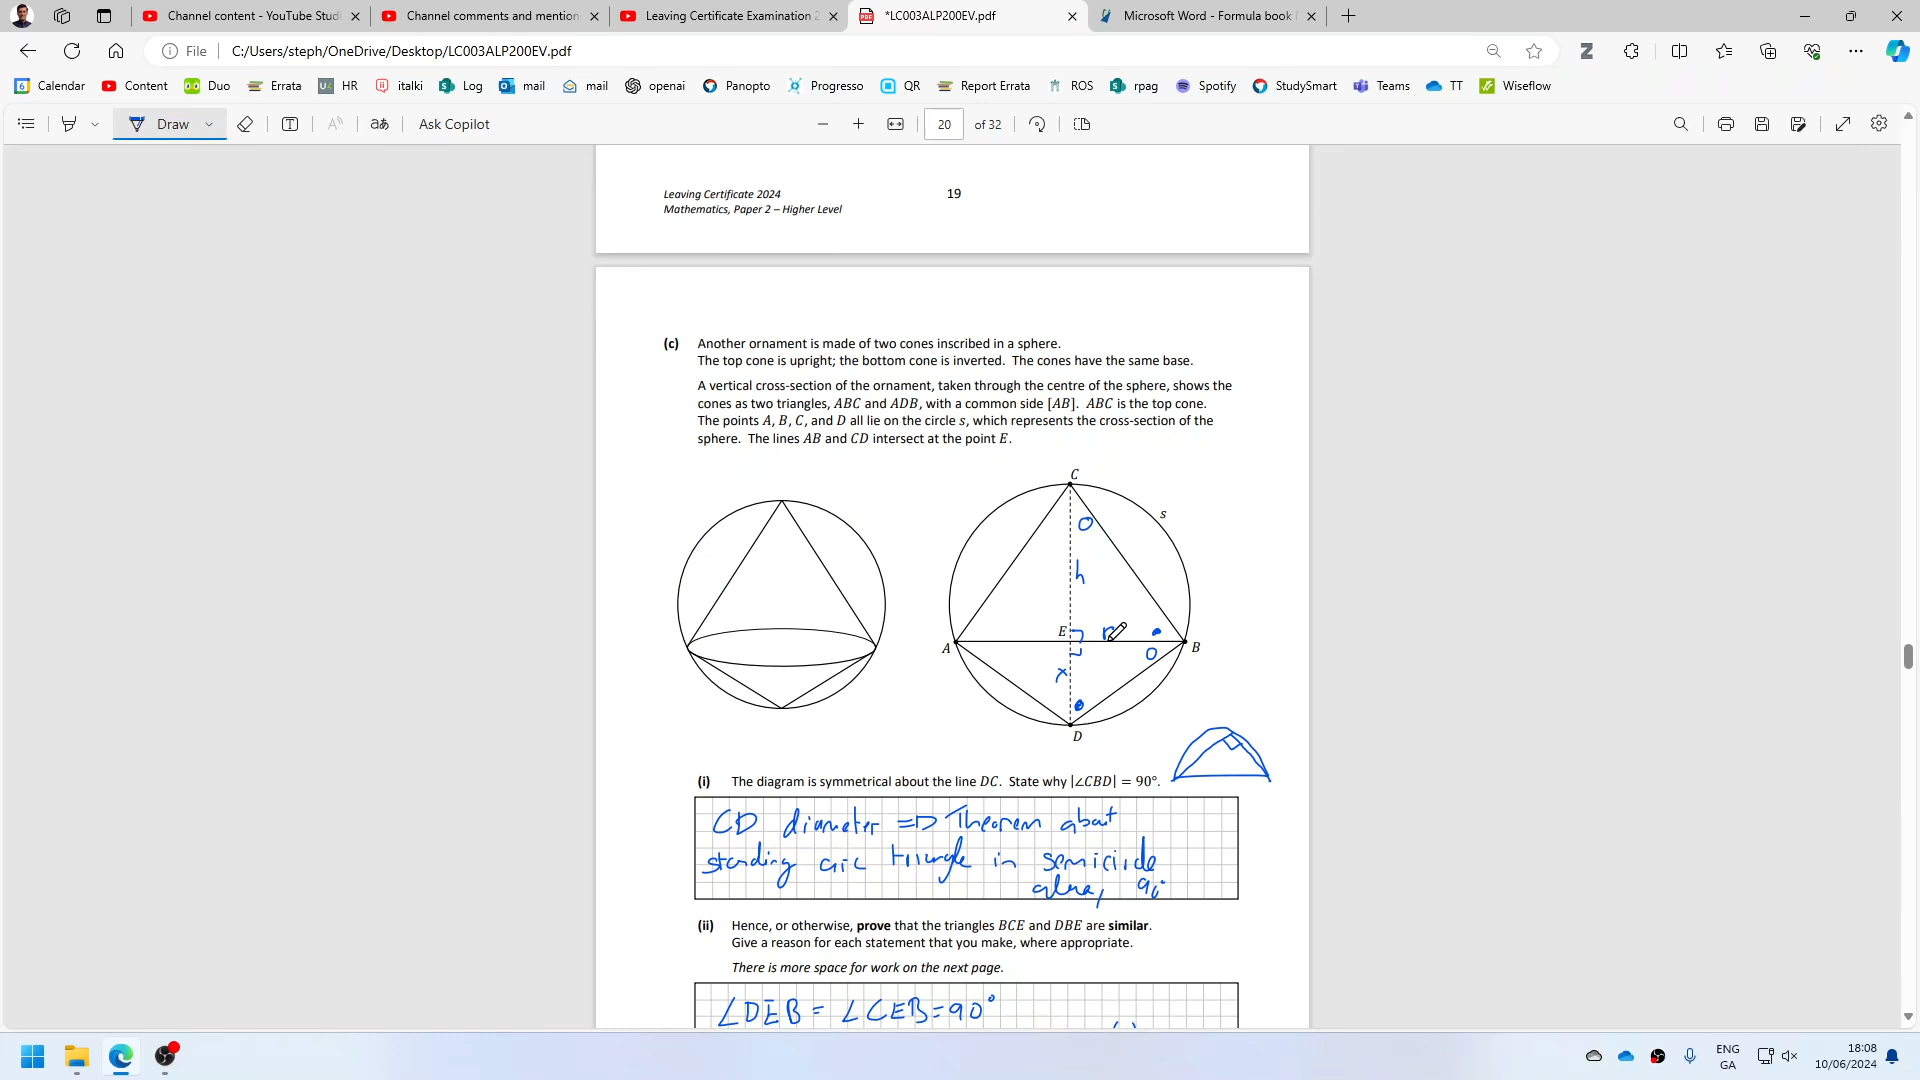 Channel content - YouTube Studi
Channel comments and mention
Leaving Certificate Examination 2
*LC003ALP200EV.pdf
Microsoft Word - Formula book
File
C:/Users/steph/OneDrive/Desktop/LC003ALP200EV.pdf
Calendar
Content
Duo
Errata
HR
italki
Log
mail
mail
openai
Panopto
Progresso
QR
Report Errata
ROS
rpag
Spotify
StudySmart
Teams
TT
Wiseflow
Draw
Ask Copilot
20
of 32
Leaving Certificate 2024
19
Mathematics, Paper 2 – Higher Level
(c) Another ornament is made of two cones inscribed in a sphere.
The top cone is upright; the bottom cone is inverted. The cones have the same base.
A vertical cross-section of the ornament, taken through the centre of the sphere, shows the
cones as two triangles, ABC and ADB, with a common side [AB]. ABC is the top cone.
The points A, B, C, and D all lie on the circle s, which represents the cross-section of the
sphere. The lines AB and CD intersect at the point E.
C
s
h
E
r
A
B
x
D
(i) The diagram is symmetrical about the line DC. State why |∠CBD| = 90°.
CD diameter => Theorem about
standing arc triangle in semicircle
90°
(ii) Hence, or otherwise, prove that the triangles BCE and DBE are similar.
Give a reason for each statement that you make, where appropriate.
There is more space for work on the next page.
∠DEB = ∠CEB = 90°
ENG
GA
18:08
10/06/2024